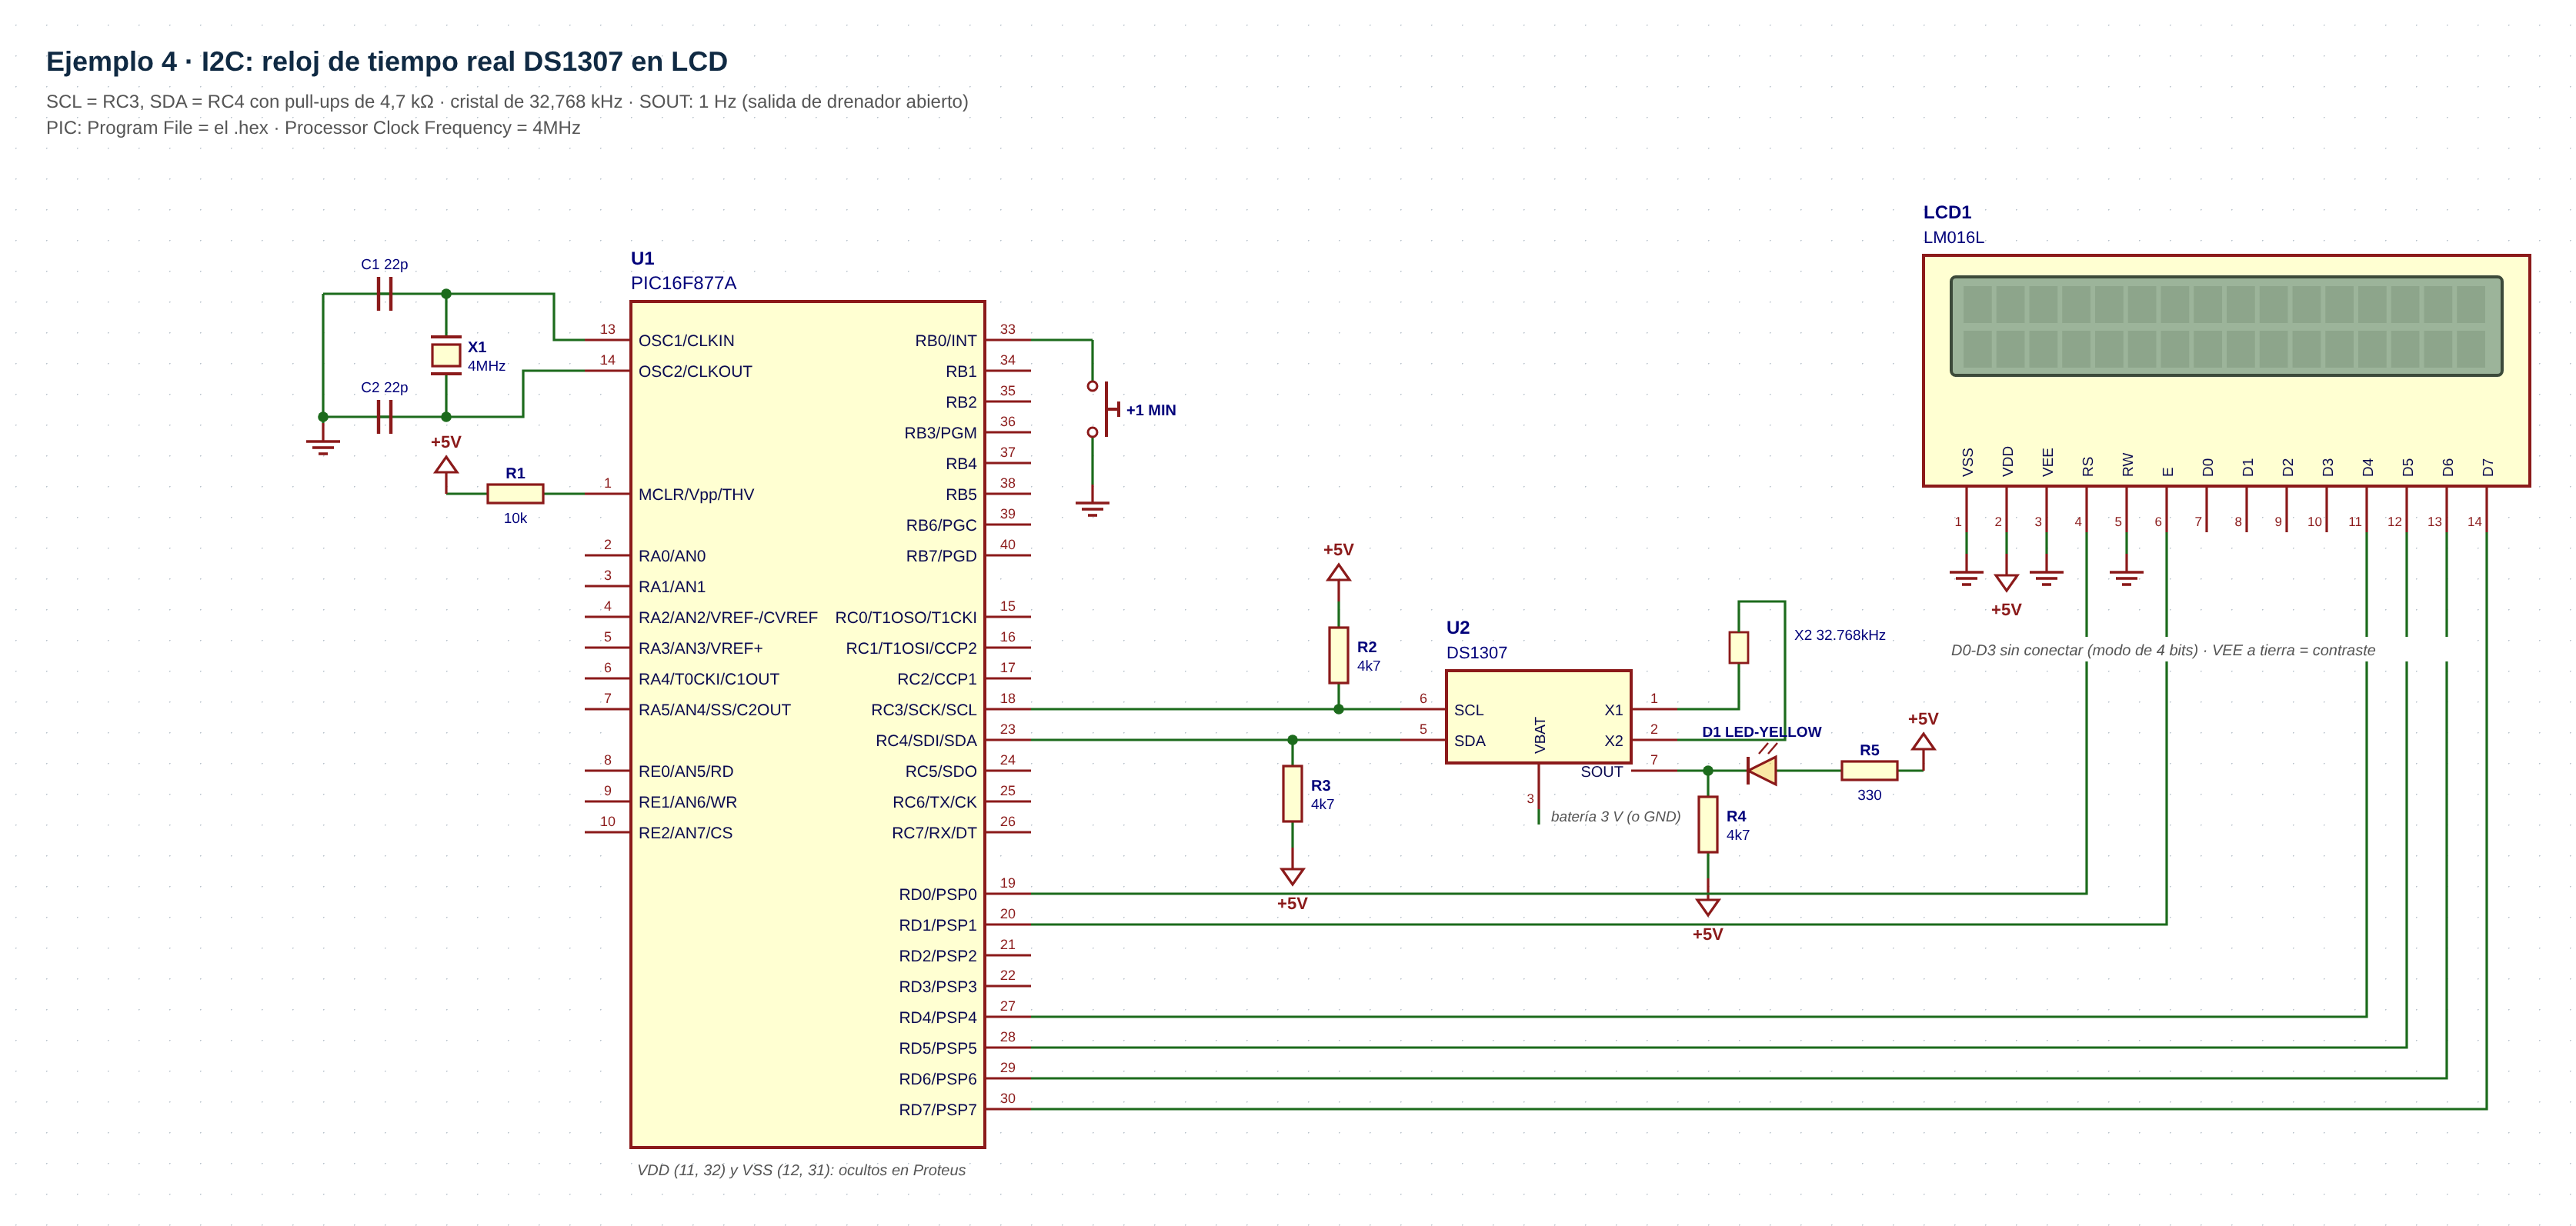 Ejemplo 4 · I2C: reloj de tiempo real DS1307 en LCD
SCL = RC3, SDA = RC4 con pull-ups de 4,7 kΩ · cristal de 32,768 kHz · SOUT: 1 Hz (salida de drenador abierto)
PIC: Program File = el .hex · Processor Clock Frequency = 4MHz
C1 22p
X1
4MHz
C2 22p
+5V
R1
10k
U1
PIC16F877A
13 OSC1/CLKIN
14 OSC2/CLKOUT
1 MCLR/Vpp/THV
2 RA0/AN0
3 RA1/AN1
4 RA2/AN2/VREF-/CVREF
5 RA3/AN3/VREF+
6 RA4/T0CKI/C1OUT
7 RA5/AN4/SS/C2OUT
8 RE0/AN5/RD
9 RE1/AN6/WR
10 RE2/AN7/CS
RB0/INT 33
RB1 34
RB2 35
RB3/PGM 36
RB4 37
RB5 38
RB6/PGC 39
RB7/PGD 40
RC0/T1OSO/T1CKI 15
RC1/T1OSI/CCP2 16
RC2/CCP1 17
RC3/SCK/SCL 18
RC4/SDI/SDA 23
RC5/SDO 24
RC6/TX/CK 25
RC7/RX/DT 26
RD0/PSP0 19
RD1/PSP1 20
RD2/PSP2 21
RD3/PSP3 22
RD4/PSP4 27
RD5/PSP5 28
RD6/PSP6 29
RD7/PSP7 30
VDD (11, 32) y VSS (12, 31): ocultos en Proteus
+1 MIN
+5V
R2
4k7
R3
4k7
+5V
U2
DS1307
6 SCL
5 SDA
VBAT
3
X1 1
X2 2
SOUT 7
batería 3 V (o GND)
X2 32.768kHz
D1 LED-YELLOW
R4
4k7
+5V
R5
330
+5V
LCD1
LM016L
VSS VDD VEE RS RW E D0 D1 D2 D3 D4 D5 D6 D7
1 2 3 4 5 6 7 8 9 10 11 12 13 14
+5V
D0-D3 sin conectar (modo de 4 bits) · VEE a tierra = contraste